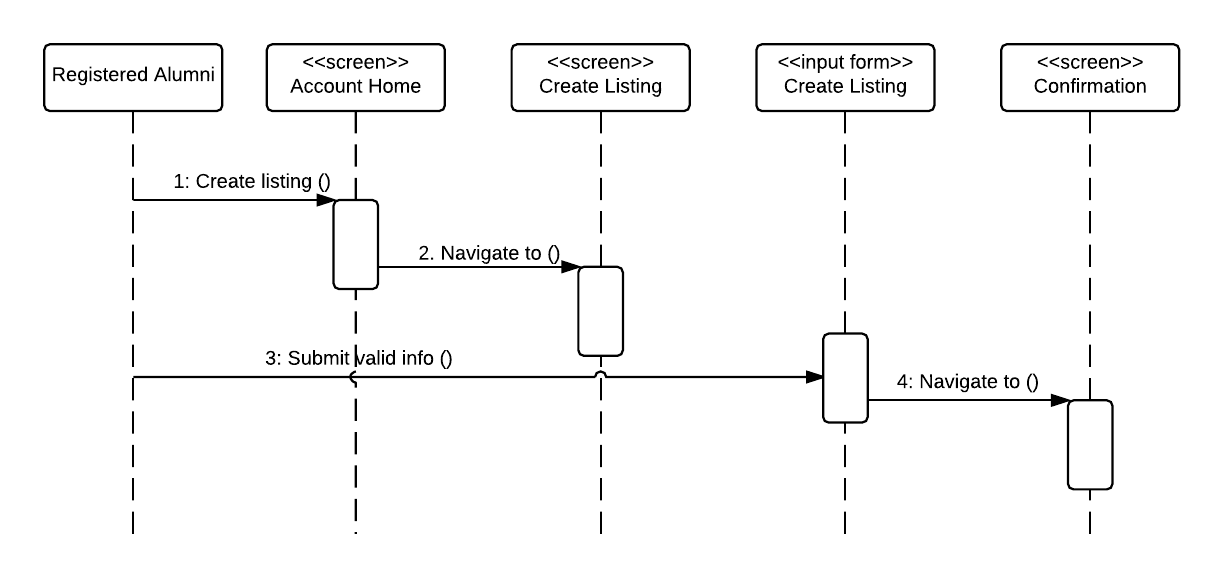 Registered Alumni
<<screen>>
Account Home
<<screen>>
Create Listing
<<input form>>
Create Listing
<<screen>>
Confirmation
1: Create listing ()
2. Navigate to ()
3: Submit valid info ()
4: Navigate to ()